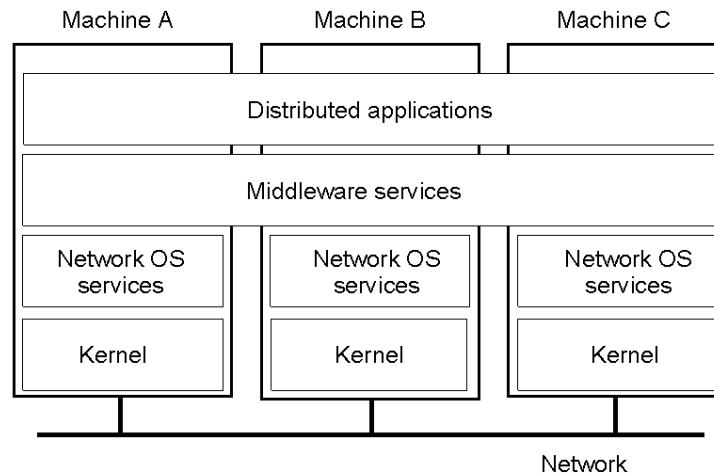 Machine A Machine B Machine C
Distributed applications
Middleware services
Network OS Network OS Network OS
services services services
Kernel Kernel Kernel
Network